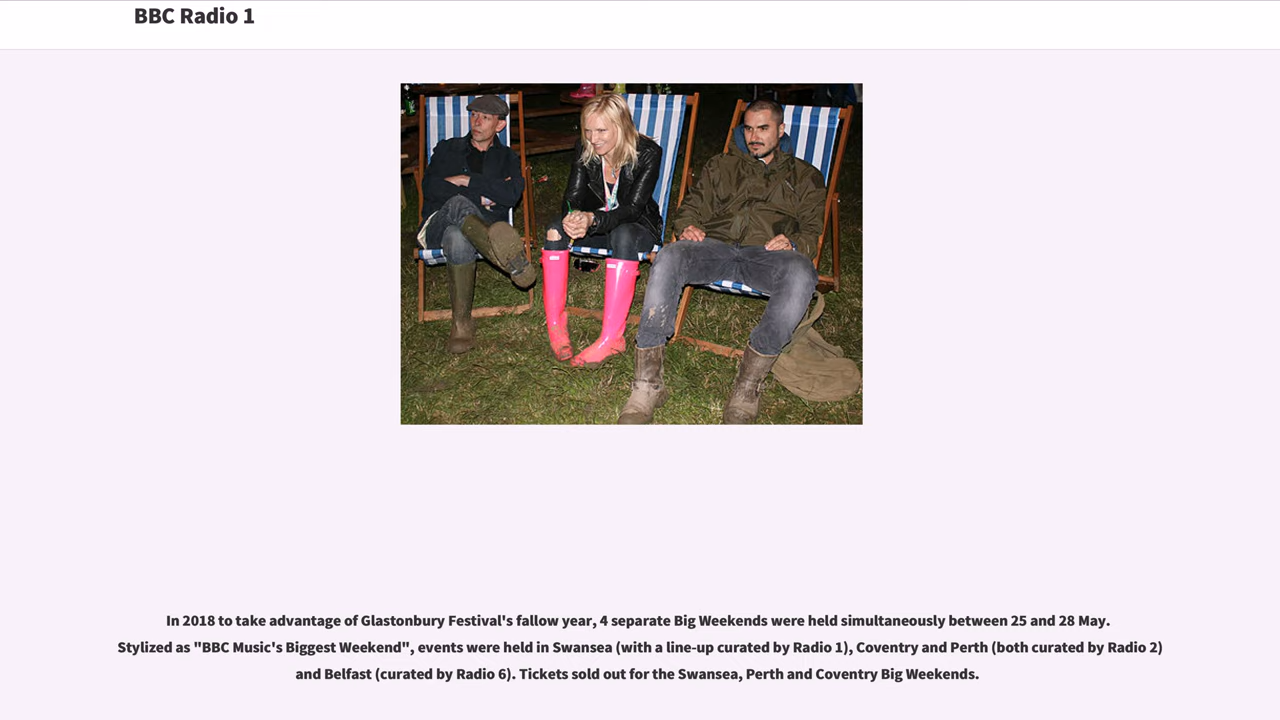 BBC Radio 1
In 2018 to take advantage of Glastonbury Festival's fallow year, 4 separate Big Weekends were held simultaneously between 25 and 28 May.
Stylized as "BBC Music's Biggest Weekend", events were held in Swansea (with a line-up curated by Radio 1), Coventry and Perth (both curated by Radio 2)
and Belfast (curated by Radio 6). Tickets sold out for the Swansea, Perth and Coventry Big Weekends.